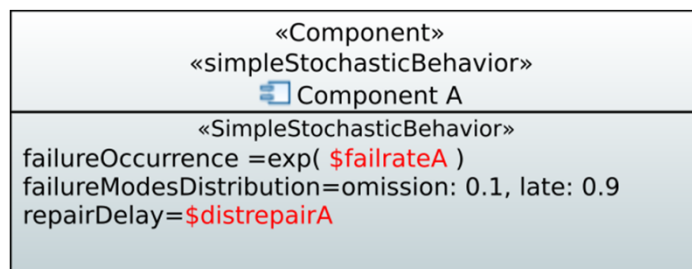 «Component»
«simpleStochasticBehavior»
Component A
«SimpleStochasticBehavior»
failureOccurrence =exp( $failrateA )
failureModesDistribution=omission: 0.1, late: 0.9
repairDelay=$distrepairA